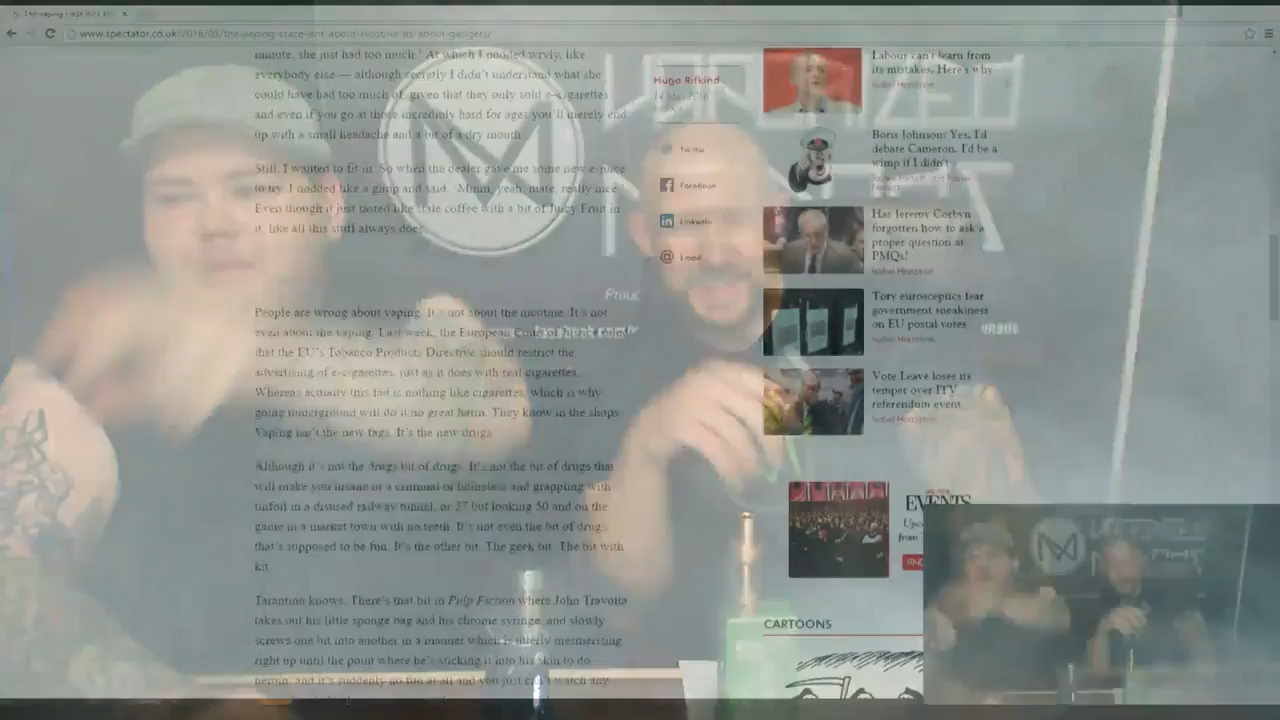 www.spectator.co.uk/2016/03/the-vaping-craze-isnt-about-nicotine-its-about-gadgets/
minute, she just had too much.' At which I nodded wryly, like
everybody else — although secretly I didn't understand what she
could have had too much of, given that they only sold e-cigarettes
and even if you go at those incredibly hard for ages you'll merely end
up with a small headache and a bit of a dry mouth.
Still, I wanted to fit in. So when the dealer gave me some new e-juice
to try, I nodded like a gimp and said, 'Mmm, yeah, mate, really nice.'
Even though it just tasted like stale coffee with a bit of Juicy Fruit in
it, like all this stuff always does.
People are wrong about vaping. It's not about the nicotine. It's not
even about the vaping. Last week, the European
that the EU's Tobacco Products Directive should restrict the
advertising of e-cigarettes, just as it does with real cigarettes.
Whereas actually this fad is nothing like cigarettes, which is why
going underground will do it no great harm. They know in the shops.
Vaping isn't the new fags. It's the new drugs.
Although it's not the drugs bit of drugs. It's not the bit of drugs that
will make you insane or a criminal or homeless and grappling with
tinfoil in a disused railway tunnel, or 27 but looking 50 and on the
game in a market town with no teeth. It's not even the bit of drugs
that's supposed to be fun. It's the other bit. The geek bit. The bit with
kit.
Tarantino knows. There's that bit in Pulp Fiction where John Travolta
takes out his little sponge bag and his chrome syringe, and slowly
screws one bit into another in a manner which is utterly mesmerising
right up until the point where he's sticking it into his skin to do
heroin, and it's suddenly no fun at all and you just can't watch any
Hugo Rifkind
Twitter
Facebook
LinkedIn
Email
Proud
made
Labour can't learn from
its mistakes. Here's why
Isabel Hardman
Boris Johnson: Yes, I'd
debate Cameron. I'd be a
wimp if I didn't
Has Jeremy Corbyn
forgotten how to ask a
proper question at
PMQs?
Isabel Hardman
Tory eurosceptics fear
government sneakiness
on EU postal votes
Isabel Hardman
Vote Leave loses its
temper over ITV
referendum event
Isabel Hardman
EVENTS
from
CARTOONS